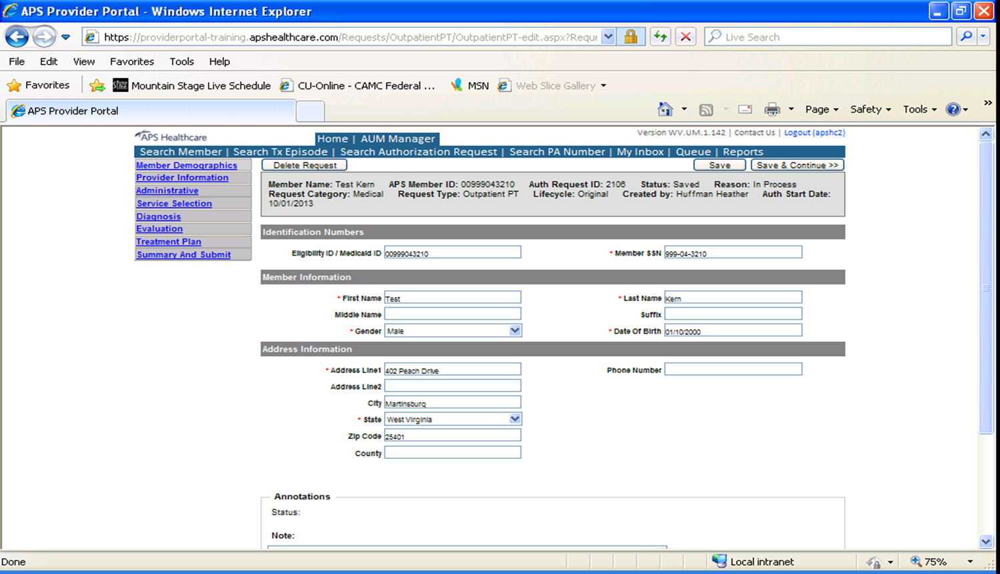 APS Provider Portal - Windows Internet Explorer
https://providerportal-training.apshealthcare.com/Requests/OutpatientPT/OutpatientPT-edit.aspx?Reque
Live Search
File Edit View Favorites Tools Help
Favorites Mountain Stage Live Schedule CU-Online - CAMC Federal ... MSN Web Slice Gallery
APS Provider Portal Page Safety Tools »
APS Healthcare Version WV.UM.1.142 | Contact Us | Logout (apshc2)
Home | AUM Manager
Search Member | Search Tx Episode | Search Authorization Request | Search PA Number | My Inbox | Queue | Reports
Member Demographics
Provider Information
Administrative
Service Selection
Diagnosis
Evaluation
Treatment Plan
Summary And Submit
Delete Request Save Save & Continue >>
Member Name: Test Kern APS Member ID: 00999043210 Auth Request ID: 2106 Status: Saved Reason: In Process
Request Category: Medical Request Type: Outpatient PT Lifecycle: Original Created by: Huffman Heather Auth Start Date:
10/01/2013
Identification Numbers
Eligibility ID / Medicaid ID 00999043210 * Member SSN 999-04-3210
Member Information
* First Name Test * Last Name Kern
Middle Name Suffix
* Gender Male * Date Of Birth 01/10/2000
Address Information
* Address Line1 402 Peach Drive Phone Number
Address Line2
City Martinsburg
* State West Virginia
Zip Code 25401
County
Annotations
Status:
Note:
Done Local intranet 75%